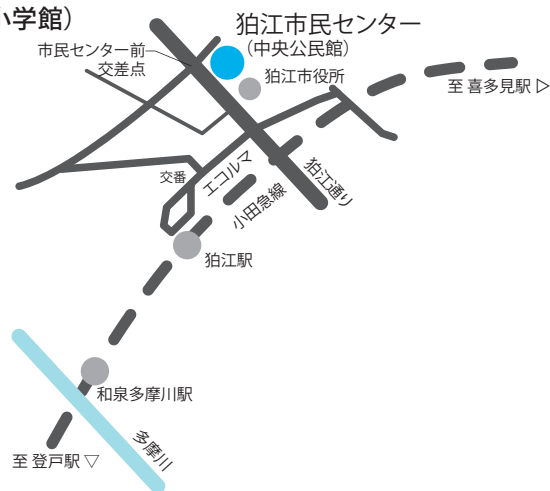 小学館）
狛江市民センター
（中央公民館）
市民センター前
交差点
狛江市役所
至 喜多見駅 ▷
交番
エコルマ
小田急線
狛江通り
狛江駅
和泉多摩川駅
多摩川
至 登戸駅 ▽